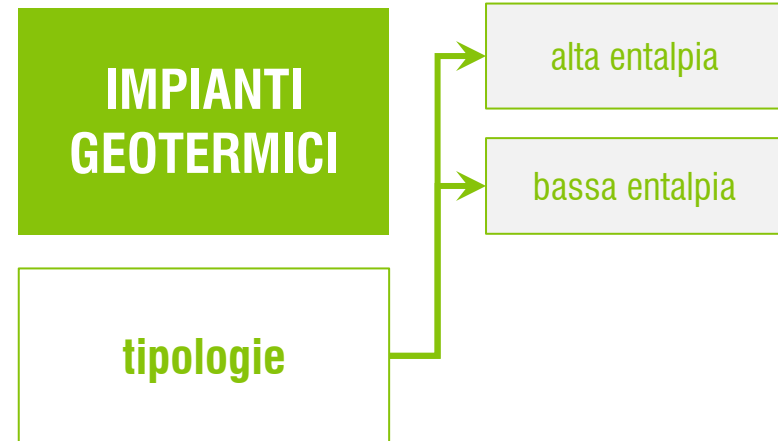 IMPIANTI
GEOTERMICI
alta entalpia
bassa entalpia
tipologie